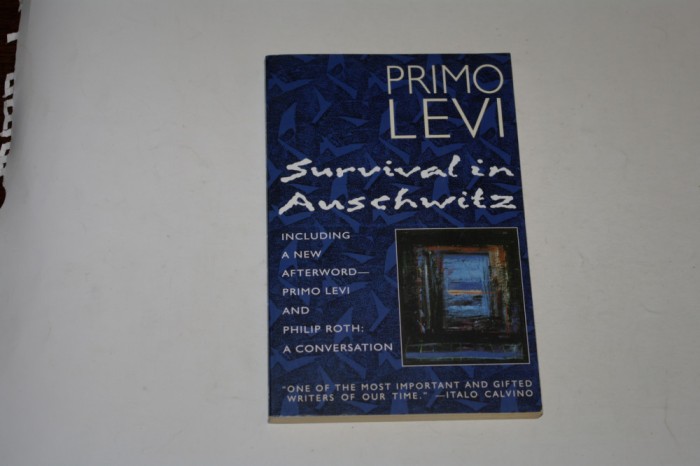 PRIMO
LEVI
Survival in
Auschwitz
INCLUDING
A NEW
AFTERWORD—
PRIMO LEVI
AND
PHILIP ROTH:
A CONVERSATION
"ONE OF THE MOST IMPORTANT AND GIFTED
WRITERS OF OUR TIME." —ITALO CALVINO